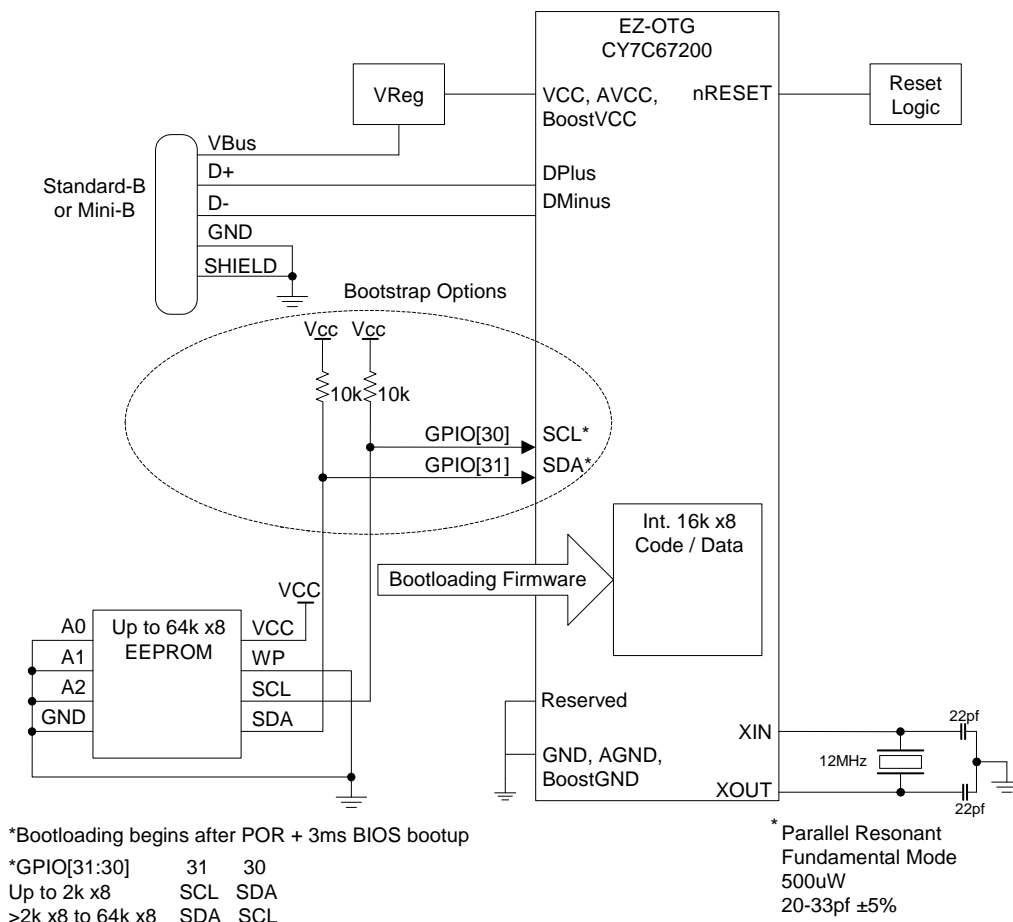 EZ-OTG
CY7C67200
VReg
VCC, AVCC,
BoostVCC
nRESET
Reset
Logic
VBus
D+
DPlus
Standard-B
or Mini-B
D-
DMinus
GND
SHIELD
Bootstrap Options
Vcc Vcc
10k 10k
GPIO[30] SCL*
GPIO[31] SDA*
Int. 16k x8
Code / Data
Bootloading Firmware
VCC
Up to 64k x8
EEPROM
A0
A1
A2
GND
VCC
WP
SCL
SDA
Reserved
GND, AGND,
BoostGND
XIN
XOUT
22pf
12MHz
22pf
*Bootloading begins after POR + 3ms BIOS bootup
*GPIO[31:30] 31 30
Up to 2k x8 SCL SDA
>2k x8 to 64k x8 SDA SCL
* Parallel Resonant
Fundamental Mode
500uW
20-33pf ±5%